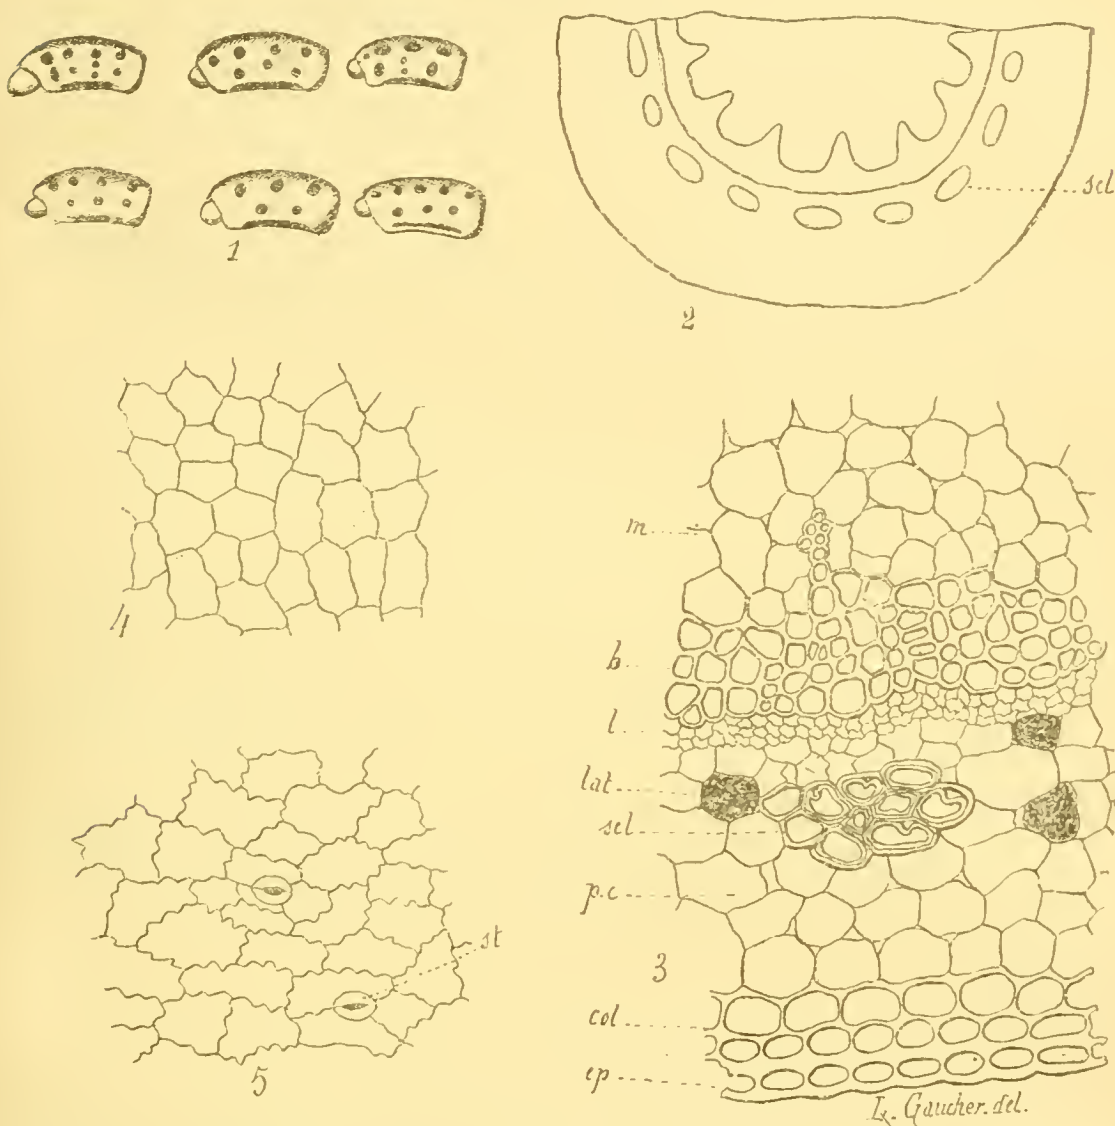 1
2
scl
4
m.
b.
l.
lat.
scl.
p.c
3
col
ep
5
st
L. Gaucher. del.